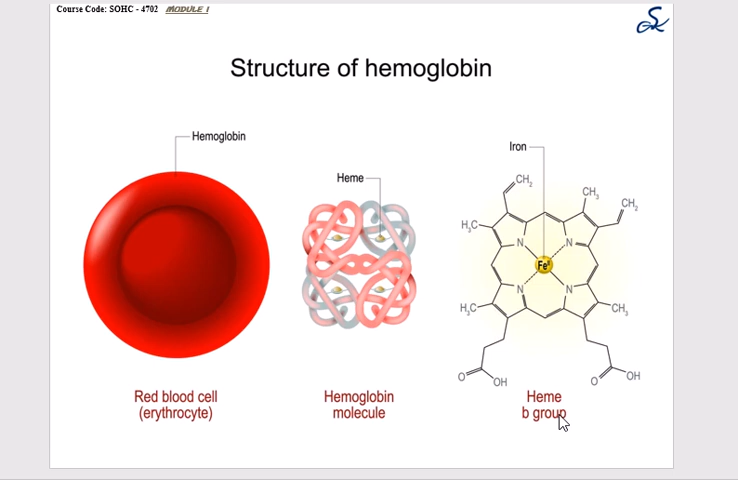 Course Code: SOHC - 4702 MODULE I
Structure of hemoglobin
Hemoglobin
Heme
Iron
CH₂
CH₃
CH₂
H₃C
N
N
Feᴵᴵ
N
N
H₃C
CH₃
O
OH
O
OH
Red blood cell
(erythrocyte)
Hemoglobin
molecule
Heme
b group